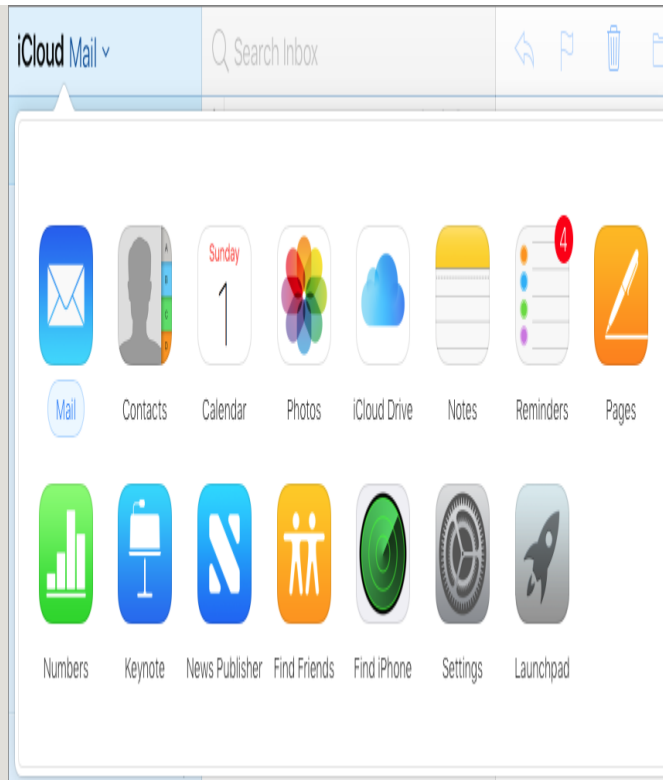 iCloud Mail
Search Inbox
Sunday
1
A
B
C
D
4
Mail
Contacts
Calendar
Photos
iCloud Drive
Notes
Reminders
Pages
Numbers
Keynote
News Publisher
Find Friends
Find iPhone
Settings
Launchpad